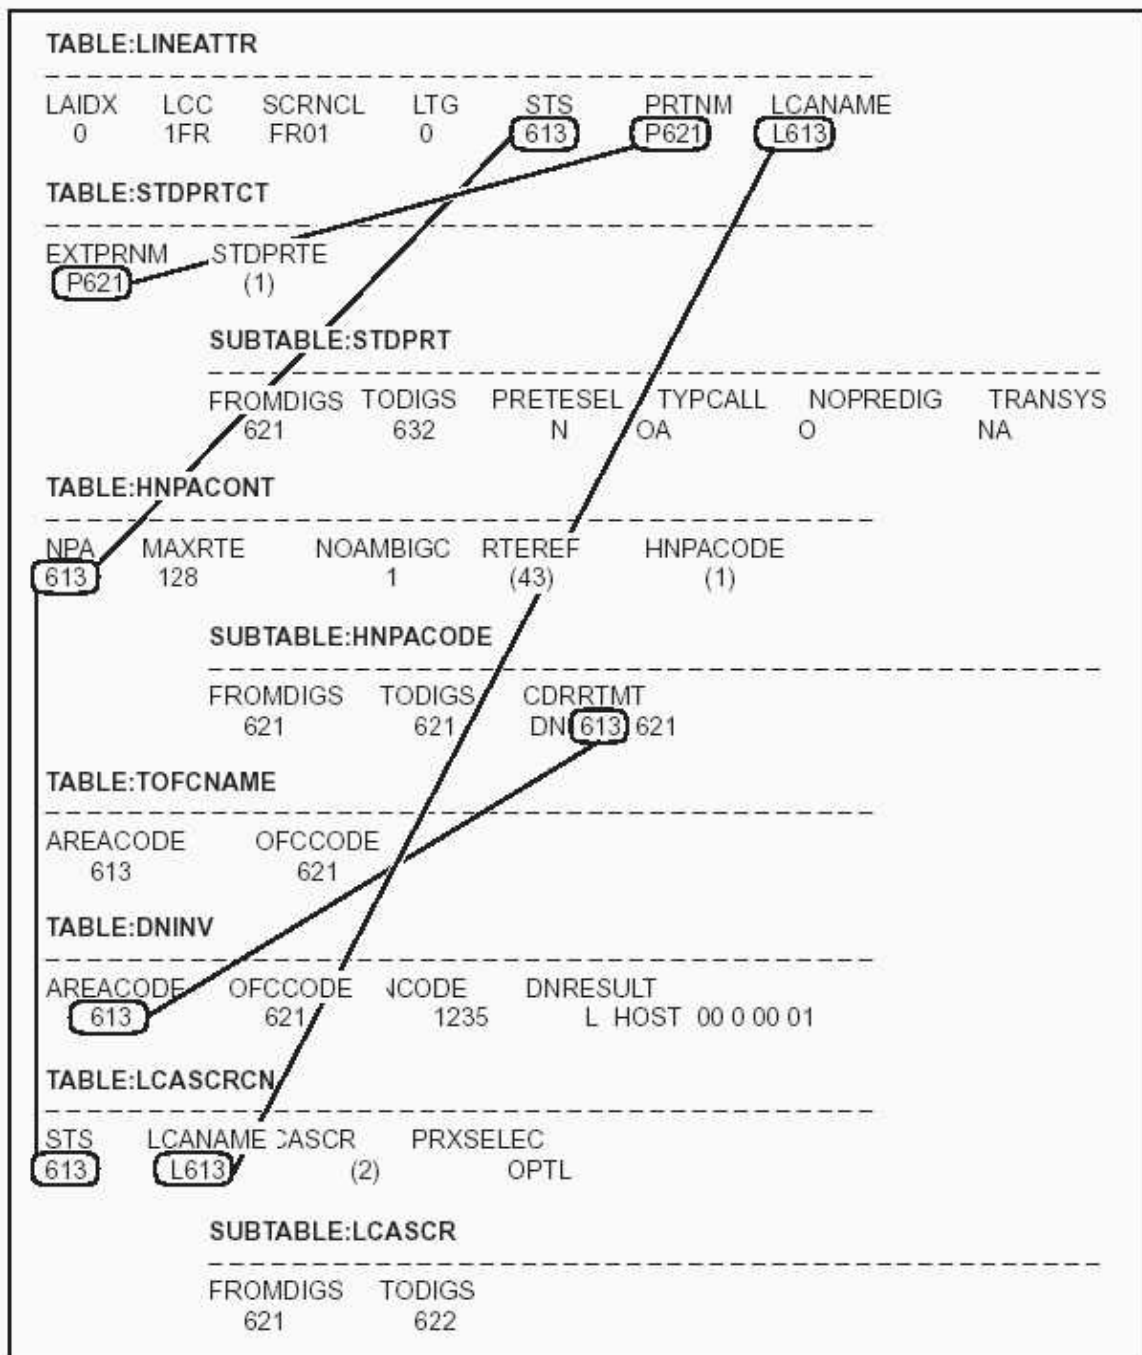 TABLE:LINEATTR
LAIDX LCC SCRNCL LTG STS PRTNM LCANAME
0 1FR FR01 0 613 P621 L613
TABLE:STDPRTCT
EXTPRNM STDPRTE
P621 (1)
SUBTABLE:STDPRT
FROMDIGS TODIGS PRETESEL TYPCALL NOPREDIG TRANSYS
621 632 N OA O NA
TABLE:HNPACONT
NPA MAXRTE NOAMBIGC RTEREF HNPACODE
613 128 1 (43) (1)
SUBTABLE:HNPACODE
FROMDIGS TODIGS CDRRTMT
621 621 DN 613 621
TABLE:TOFCNAME
AREACODE OFCCODE
613 621
TABLE:DNINV
AREACODE OFCCODE NCODE DNRESULT
613 621 1235 L HOST 00 0 00 01
TABLE:LCASCRCN
STS LCANAME CASCR PRXSELEC
613 L613 (2) OPTL
SUBTABLE:LCASCR
FROMDIGS TODIGS
621 622